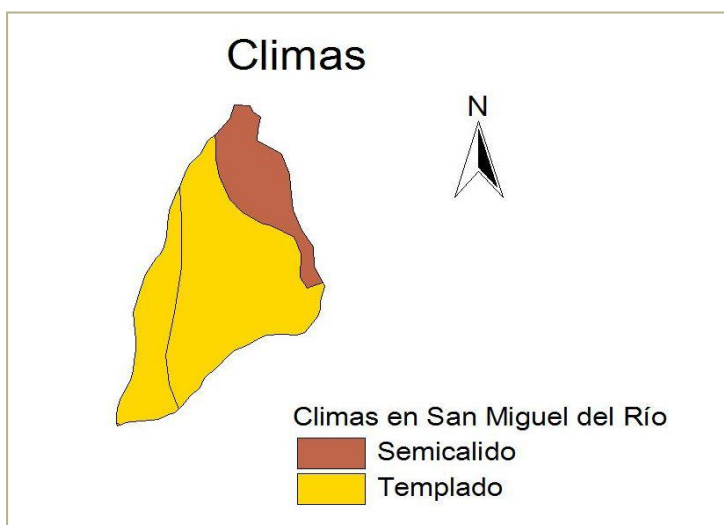 Climas
N
Climas en San Miguel del Río
Semicalido
Templado